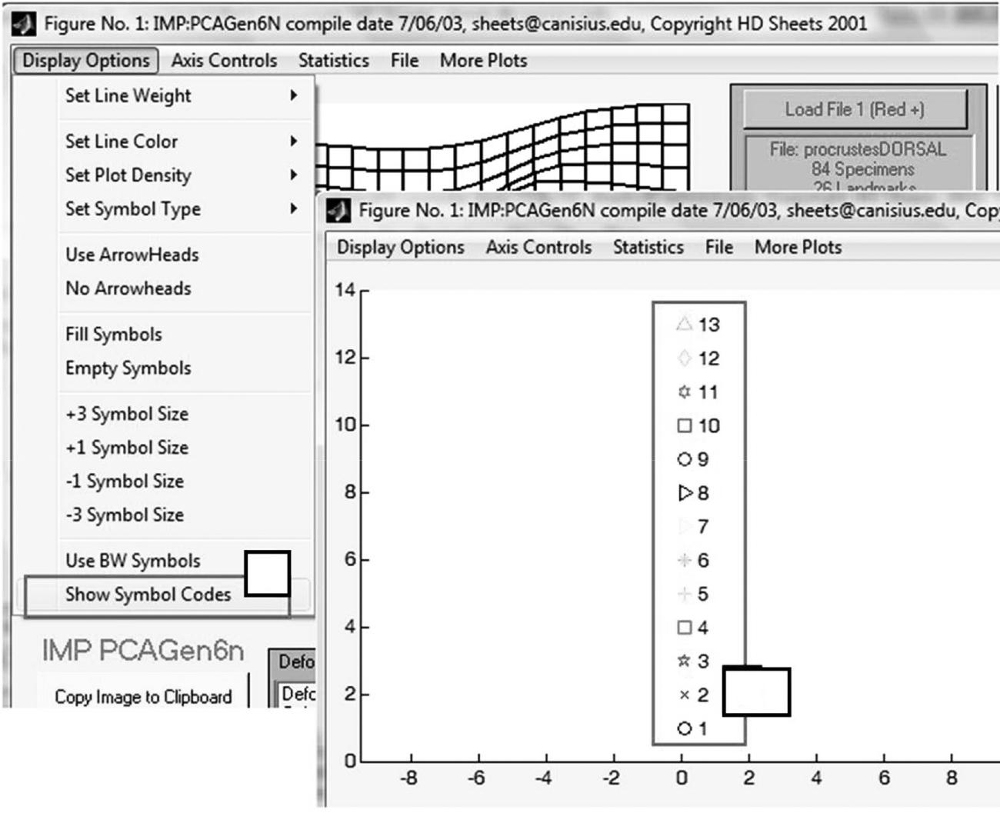 Figure No. 1: IMP:PCAGen6N compile date 7/06/03, sheets@canisius.edu, Copyright HD Sheets 2001
Display Options Axis Controls Statistics File More Plots
Set Line Weight
Set Line Color
Set Plot Density
Set Symbol Type
Use ArrowHeads
No Arrowheads
Fill Symbols
Empty Symbols
+3 Symbol Size
+1 Symbol Size
-1 Symbol Size
-3 Symbol Size
Use BW Symbols
Show Symbol Codes
IMP PCAGen6n
Copy Image to Clipboard
Defo
Defc
Load File 1 (Red +)
File: procrustesDORSAL
84 Specimens
26 Landmarks
Figure No. 1: IMP:PCAGen6N compile date 7/06/03, sheets@canisius.edu, Cop
Display Options Axis Controls Statistics File More Plots
14
12
10
8
6
4
2
0
13
12
11
10
9
8
7
6
5
4
3
2
1
-8 -6 -4 -2 0 2 4 6 8